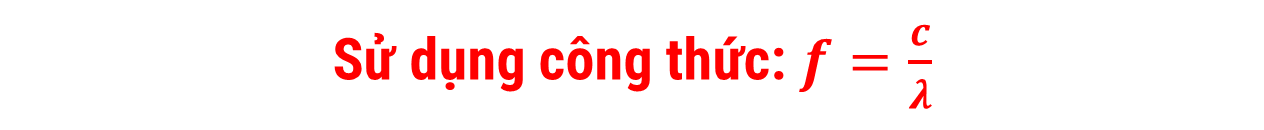 Sử dụng công thức: f = c/λ